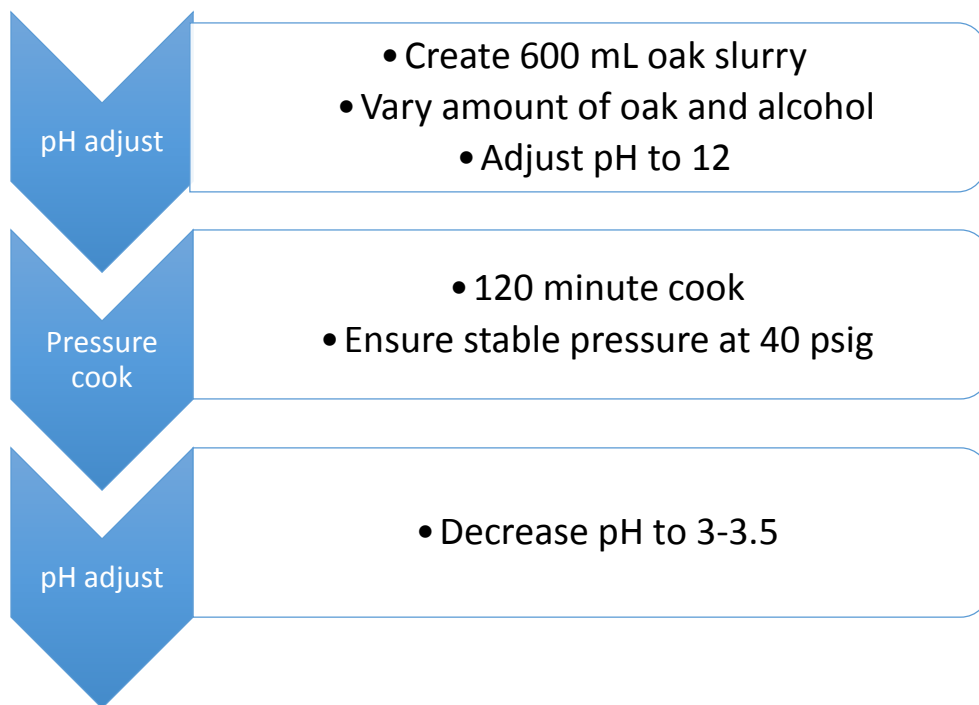 pH adjust
• Create 600 mL oak slurry
• Vary amount of oak and alcohol
• Adjust pH to 12
Pressure
cook
• 120 minute cook
• Ensure stable pressure at 40 psig
pH adjust
• Decrease pH to 3-3.5